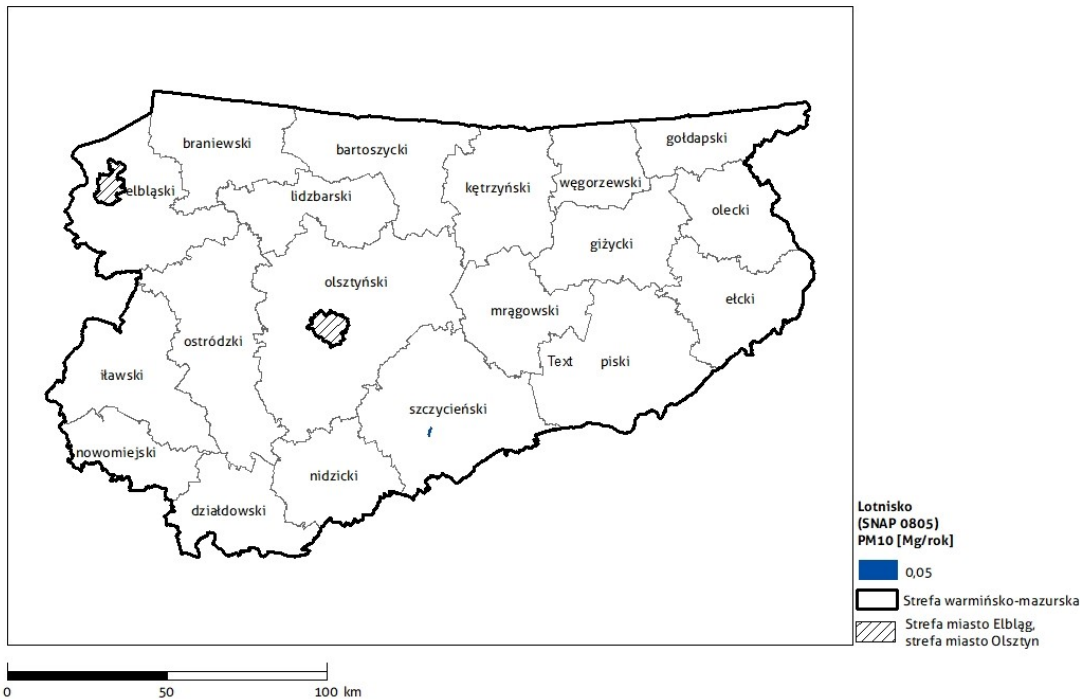 gołdapski
braniewski
bartoszycki
elbląski
lidzbarski
kętrzyński
węgorzewski
olecki
giżycki
olsztyński
ełcki
mrągowski
ostródzki
Text
piski
iławski
szczycieński
nowomiejski
nidzicki
działdowski
Lotnisko
(SNAP 0805)
PM10 [Mg/rok]
0,05
Strefa warmińsko-mazurska
Strefa miasto Elbląg,
strefa miasto Olsztyn
0 50 100 km